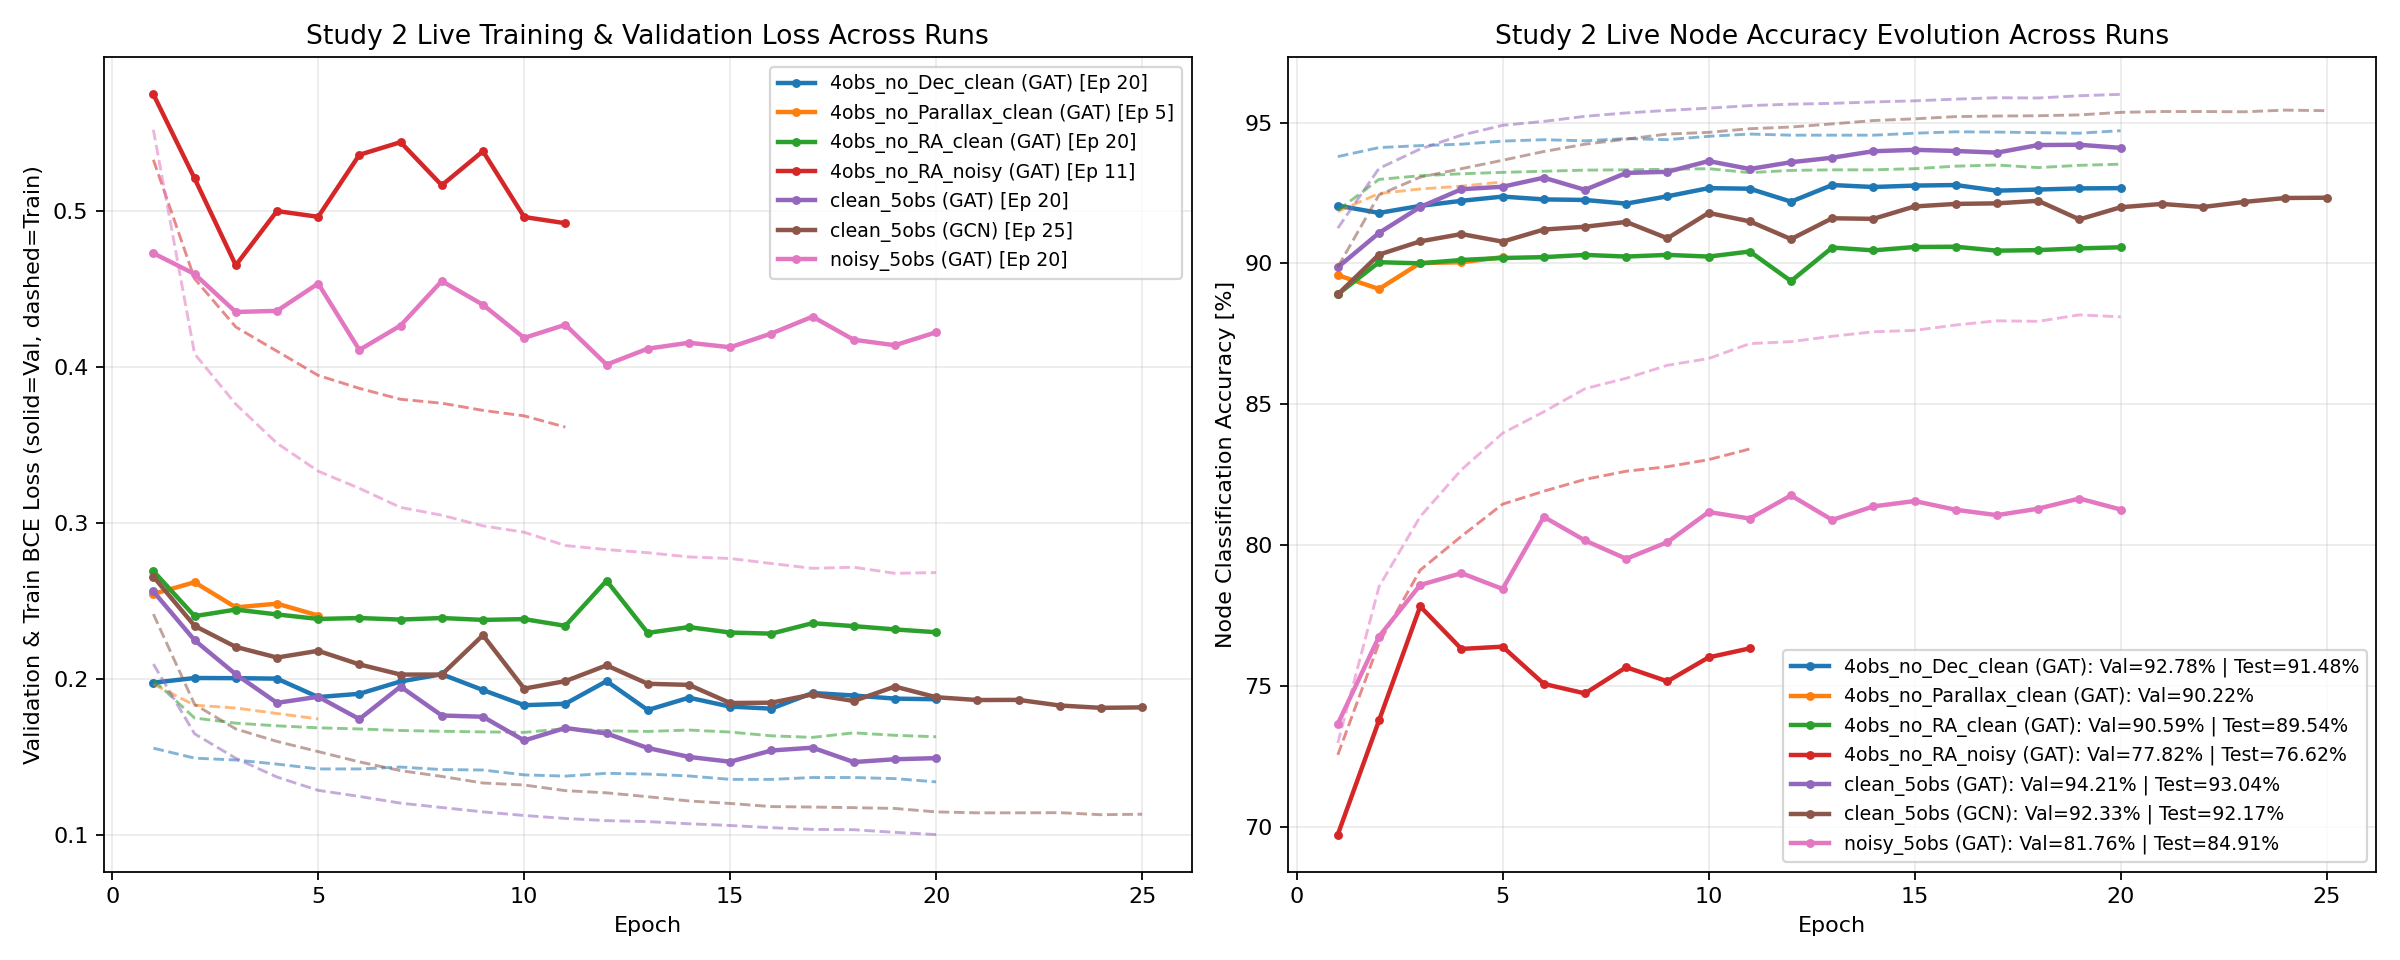 Study 2 Live Training & Validation Loss Across Runs
Validation & Train BCE Loss (solid=Val, dashed=Train)
0.5
0.4
0.3
0.2
0.1
4obs_no_Dec_clean (GAT) [Ep 20]
4obs_no_Parallax_clean (GAT) [Ep 5]
4obs_no_RA_clean (GAT) [Ep 20]
4obs_no_RA_noisy (GAT) [Ep 11]
clean_5obs (GAT) [Ep 20]
clean_5obs (GCN) [Ep 25]
noisy_5obs (GAT) [Ep 20]
0 5 10 15 20 25
Epoch
Study 2 Live Node Accuracy Evolution Across Runs
Node Classification Accuracy [%]
95
90
85
80
75
70
4obs_no_Dec_clean (GAT): Val=92.78% | Test=91.48%
4obs_no_Parallax_clean (GAT): Val=90.22%
4obs_no_RA_clean (GAT): Val=90.59% | Test=89.54%
4obs_no_RA_noisy (GAT): Val=77.82% | Test=76.62%
clean_5obs (GAT): Val=94.21% | Test=93.04%
clean_5obs (GCN): Val=92.33% | Test=92.17%
noisy_5obs (GAT): Val=81.76% | Test=84.91%
0 5 10 15 20 25
Epoch